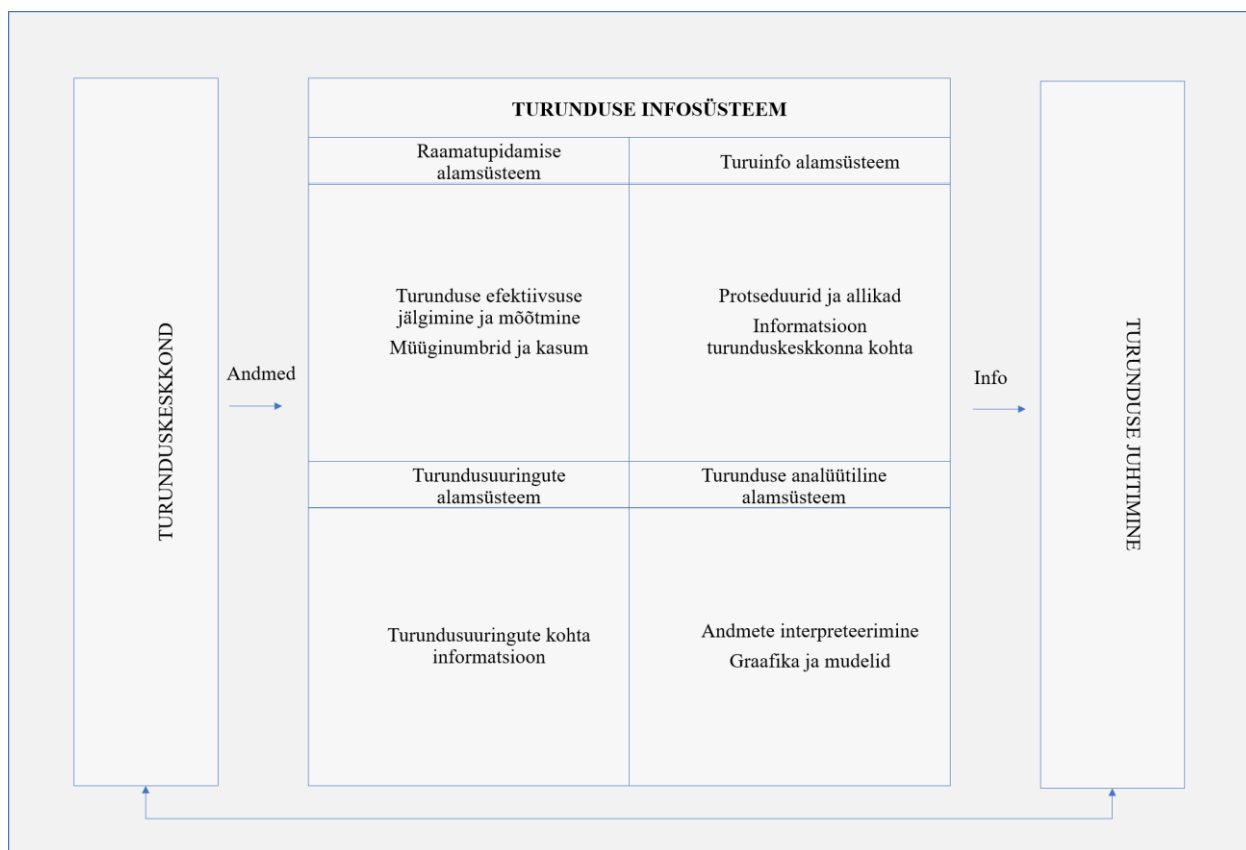 TURUNDUSKESKKOND
Andmed
TURUNDUSE INFOSÜSTEEM
Raamatupidamise
alamsüsteem
Turuinfo alamsüsteem
Turunduse efektiivsuse
jälgimine ja mõõtmine
Müüginumbrid ja kasum
Protseduurid ja allikad
Informatsioon
turunduskeskkonna kohta
Turundusuuringute
alamsüsteem
Turunduse analüütiline
alamsüsteem
Turundusuuringute kohta
informatsioon
Andmete interpreteerimine
Graafika ja mudelid
Info
TURUNDUSE JUHTIMINE